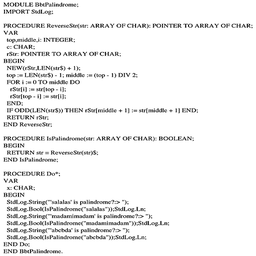 MODULE BbtPalindrome;
IMPORT StdLog;
PROCEDURE ReverseStr(str: ARRAY OF CHAR): POINTER TO ARRAY OF CHAR;
VAR
top,middle,i: INTEGER;
c: CHAR;
rStr: POINTER TO ARRAY OF CHAR;
BEGIN
NEW(rStr,LEN(str$) + 1);
top := LEN(str$) - 1; middle := (top - 1) DIV 2;
FOR i := 0 TO middle DO
rStr[i] := str[top - i];
rStr[top - i] := str[i];
END;
IF ODD(LEN(str$)) THEN rStr[middle + 1] := str[middle + 1] END;
RETURN rStr;
END ReverseStr;
PROCEDURE IsPalindrome(str: ARRAY OF CHAR): BOOLEAN;
BEGIN
RETURN str = ReverseStr(str)$;
END IsPalindrome;
PROCEDURE Do*;
VAR
x: CHAR;
BEGIN
StdLog.String("'salalas' is palindrome?:> ");
StdLog.Bool(IsPalindrome("salalas"));StdLog.Ln;
StdLog.String("'madamimadam' is palindrome?:> ");
StdLog.Bool(IsPalindrome("madamimadam"));StdLog.Ln;
StdLog.String("'abcbda' is palindrome?:> ");
StdLog.Bool(IsPalindrome("abcbda"));StdLog.Ln;
END Do;
END BbtPalindrome.